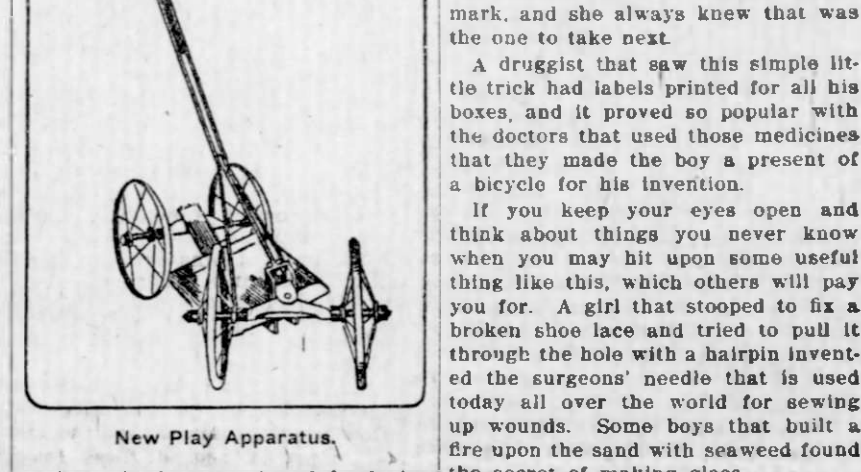 New Play Apparatus.
mark, and she always knew that was
the one to take next.
A druggist that saw this simple lit-
tle trick had labels printed for all his
boxes, and it proved so popular with
the doctors that used those medicines
that they made the boy a present of
a bicycle for his invention.
If you keep your eyes open and
think about things you never know
when you may hit upon some useful
thing like this, which others will pay
you for. A girl that stooped to fix a
broken shoe lace and tried to pull it
through the hole with a hairpin invent-
ed the surgeons' needle that is used
today all over the world for sewing
up wounds. Some boys that built a
fire upon the sand with seaweed found
the secret of making glass.